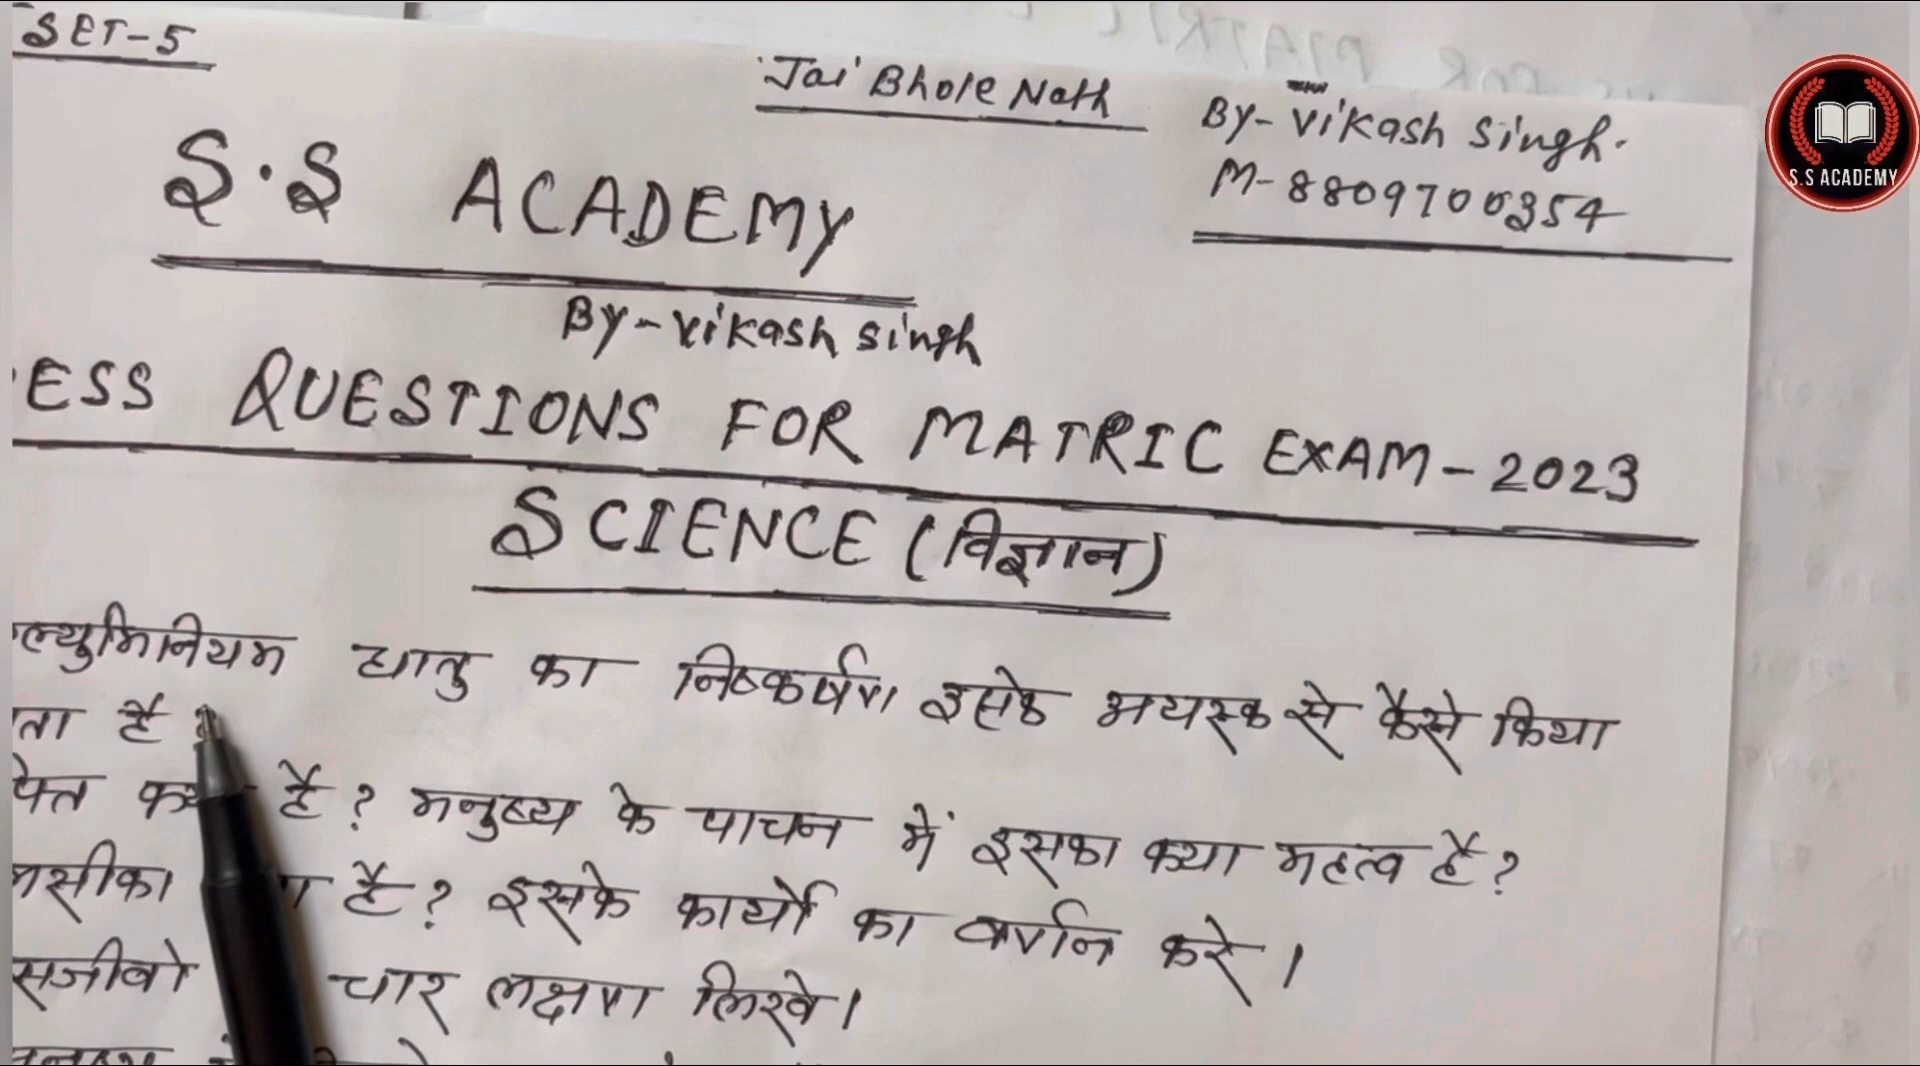 SET-5
Jai Bhole Nath
By- Vikash Singh.
M- 8809700354
S.S ACADEMY
S.S ACADEMY
By-Vikash Singh
ESS QUESTIONS FOR MATRIC EXAM-2023
SCIENCE (विज्ञान)
ल्युमिनियम धातु का निष्कर्षण इसके अयस्क से कैसे किया
ता है
पित्त है? मनुष्य के पाचन में इसका क्या महत्व है?
लसीका है? इसके कार्यो का वर्णन करे।
सजीवो चार लक्षण लिखे।